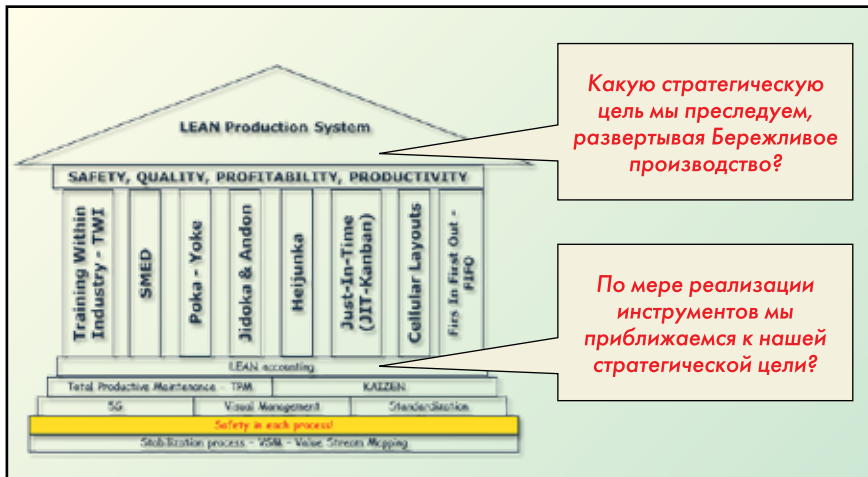 LEAN Production System
SAFETY, QUALITY, PROFITABILITY, PRODUCTIVITY
Training Within
Industry - TWI
SMED
Poka - Yoke
Jidoka & Andon
Heijunka
Just-In-Time
(JIT-Kanban)
Cellular Layouts
Firs In First Out -
FIFO
LEAN accounting
Total Productive Maintenance - TPM
KAIZEN
5G
Visual Management
Standardization
Safety in each process!
Stabilization process - VSM - Value Stream Mapping
Какую стратегическую
цель мы преследуем,
развертывая Бережливое
производство?
По мере реализации
инструментов мы
приближаемся к нашей
стратегической цели?